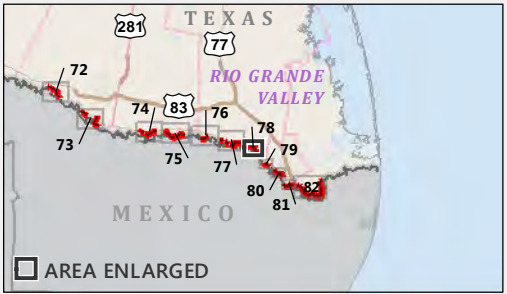 TEXAS
281
77
RIO GRANDE
VALLEY
72
73
74
83
76
75
78
77
79
80
81
82
MEXICO
AREA ENLARGED